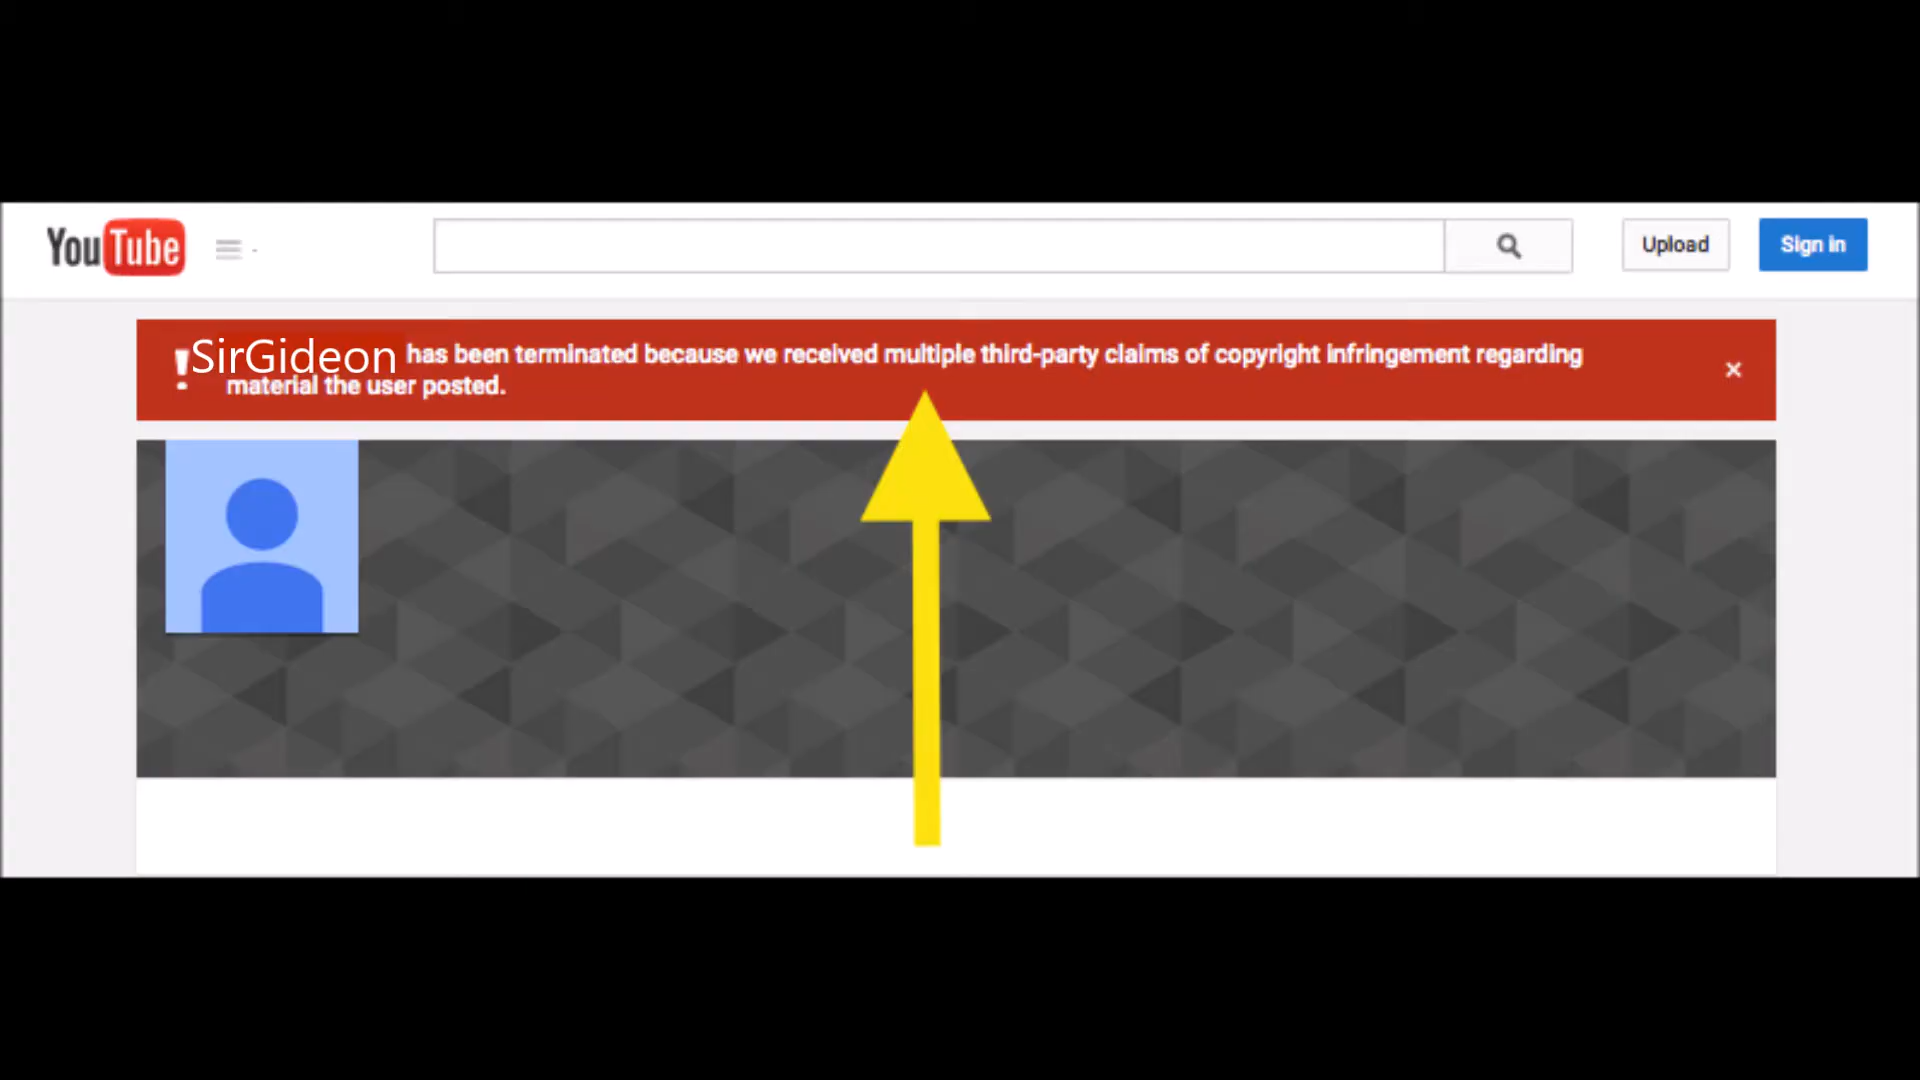 YouTube
Upload
Sign in
! SirGideon has been terminated because we received multiple third-party claims of copyright infringement regarding
material the user posted.